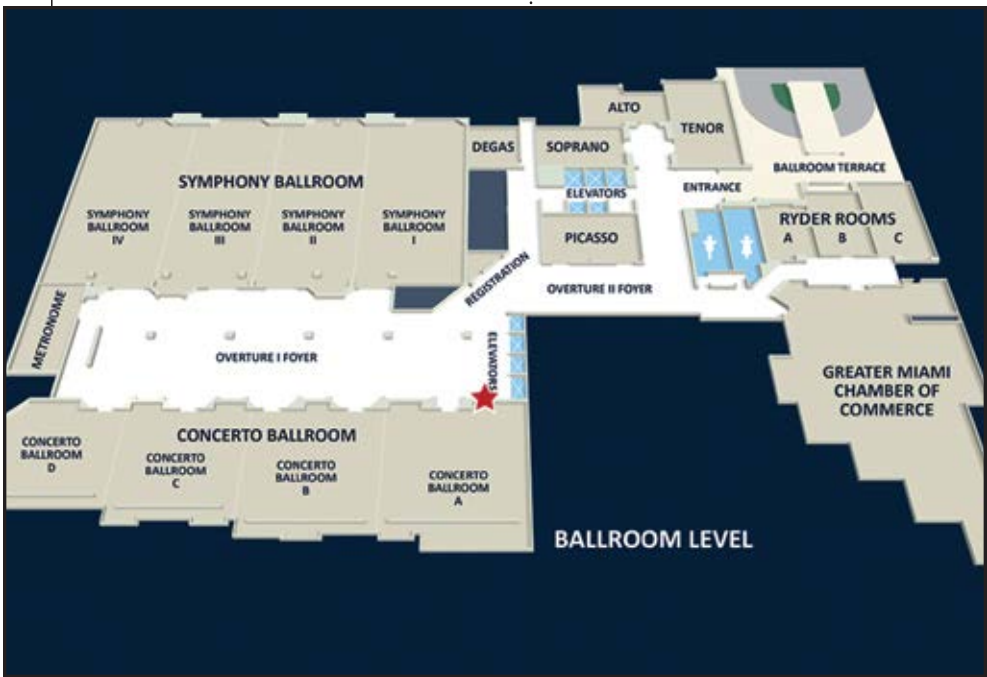 ALTO
TENOR
DEGAS
SOPRANO
BALLROOM TERRACE
SYMPHONY BALLROOM
ELEVATORS
ENTRANCE
SYMPHONY
BALLROOM
IV
SYMPHONY
BALLROOM
III
SYMPHONY
BALLROOM
II
SYMPHONY
BALLROOM
I
RYDER ROOMS
A
B
C
PICASSO
REGISTRATION
OVERTURE II FOYER
METRONOME
OVERTURE I FOYER
ELEVATORS
GREATER MIAMI
CHAMBER OF
COMMERCE
CONCERTO BALLROOM
CONCERTO
BALLROOM
D
CONCERTO
BALLROOM
C
CONCERTO
BALLROOM
B
CONCERTO
BALLROOM
A
BALLROOM LEVEL